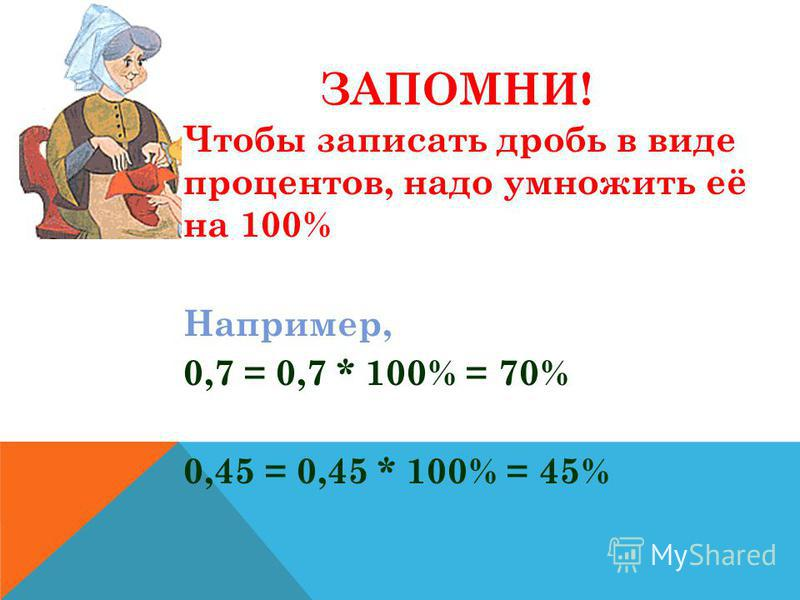 ЗАПОМНИ!
Чтобы записать дробь в виде
процентов, надо умножить её
на 100%
Например,
0,7 = 0,7 * 100% = 70%
0,45 = 0,45 * 100% = 45%
MyShared